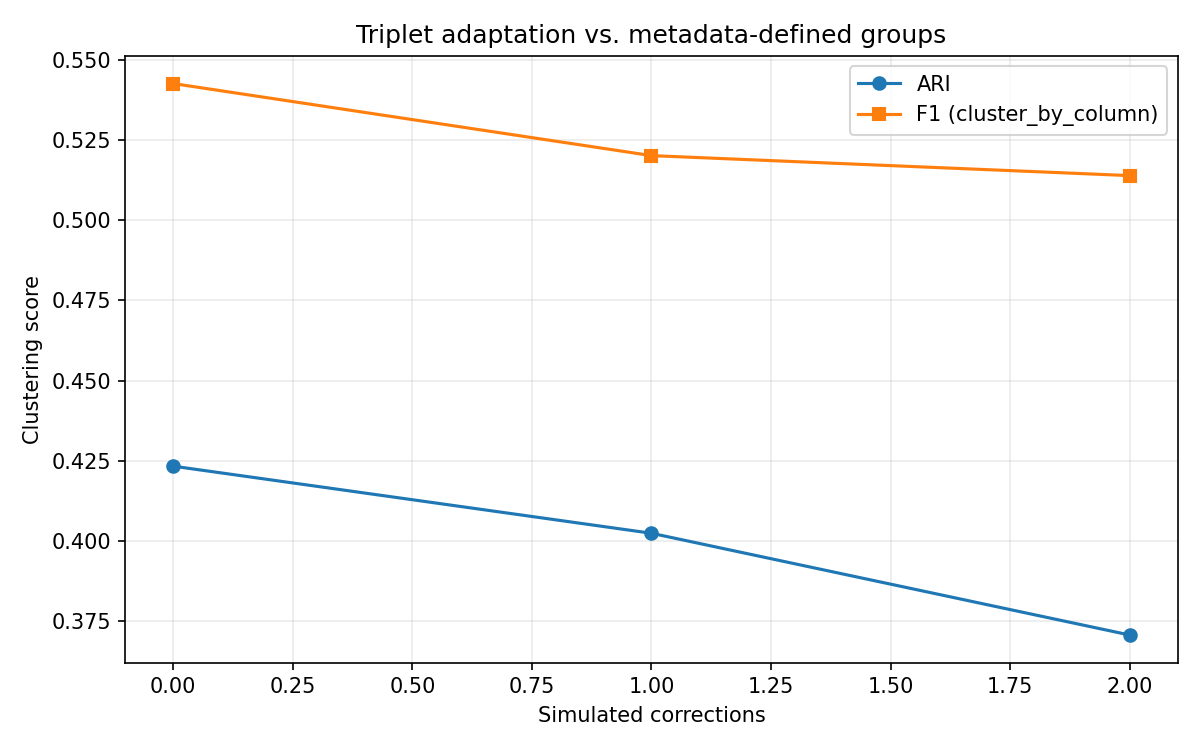 Triplet adaptation vs. metadata-defined groups
ARI
F1 (cluster_by_column)
Clustering score
0.550
0.525
0.500
0.475
0.450
0.425
0.400
0.375
0.00 0.25 0.50 0.75 1.00 1.25 1.50 1.75 2.00
Simulated corrections